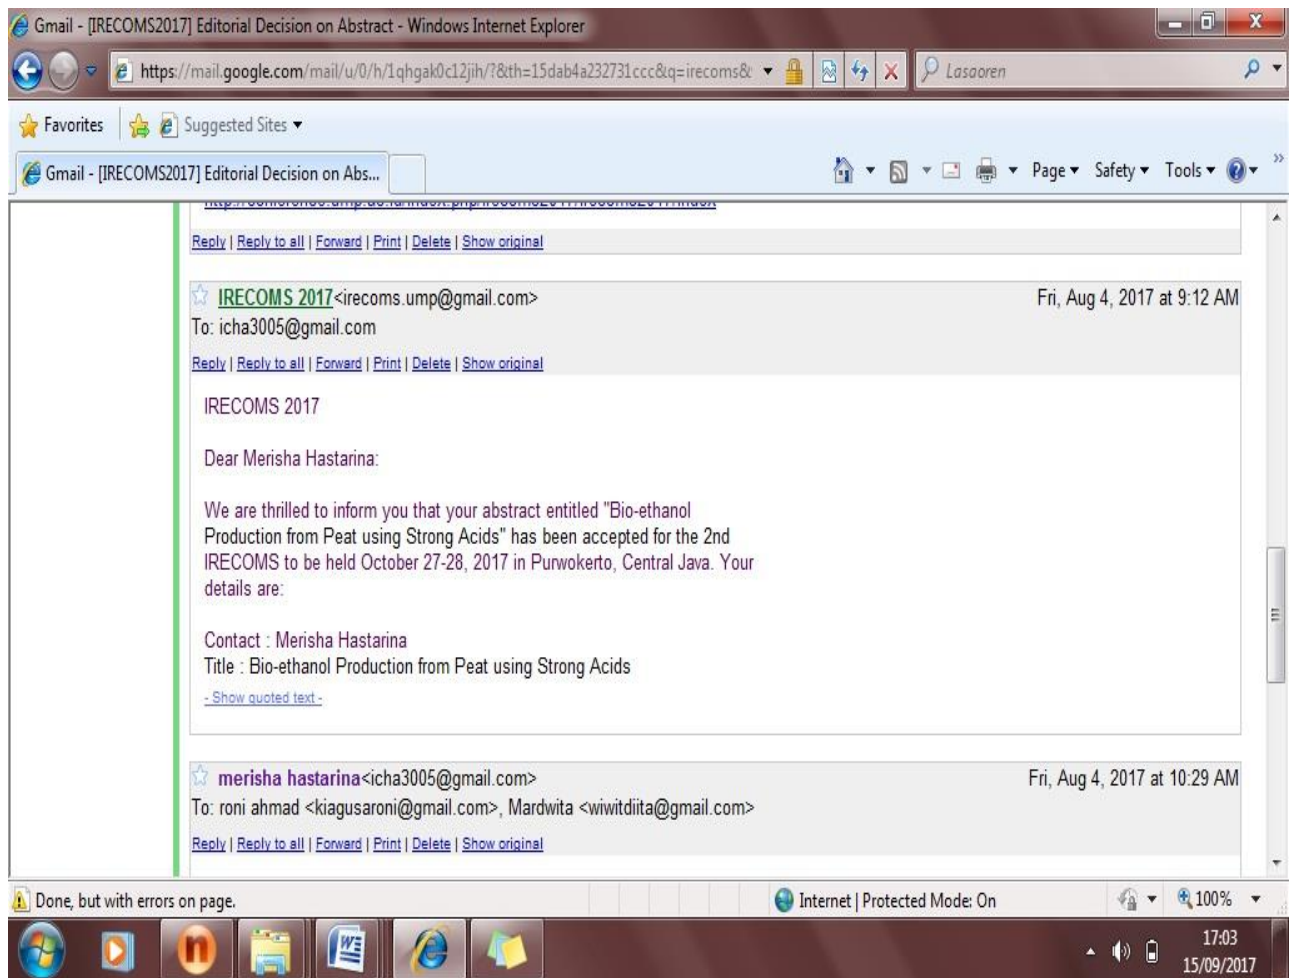 Gmail - [IRECOMS2017] Editorial Decision on Abstract - Windows Internet Explorer
https://mail.google.com/mail/u/0/h/1qhgak0c12jih/?&th=15dab4a232731ccc&q=irecoms& Lasaoren
Favorites Suggested Sites
Gmail - [IRECOMS2017] Editorial Decision on Abs... Page Safety Tools
Reply | Reply to all | Forward | Print | Delete | Show original
IRECOMS 2017<irecoms.ump@gmail.com> Fri, Aug 4, 2017 at 9:12 AM
To: icha3005@gmail.com
Reply | Reply to all | Forward | Print | Delete | Show original
IRECOMS 2017
Dear Merisha Hastarina:
We are thrilled to inform you that your abstract entitled "Bio-ethanol
Production from Peat using Strong Acids" has been accepted for the 2nd
IRECOMS to be held October 27-28, 2017 in Purwokerto, Central Java. Your
details are:
Contact : Merisha Hastarina
Title : Bio-ethanol Production from Peat using Strong Acids
- Show quoted text -
merisha hastarina<icha3005@gmail.com> Fri, Aug 4, 2017 at 10:29 AM
To: roni ahmad <kiagusaroni@gmail.com>, Mardwita <wiwitdiita@gmail.com>
Reply | Reply to all | Forward | Print | Delete | Show original
Done, but with errors on page. Internet | Protected Mode: On 100%
17:03
15/09/2017